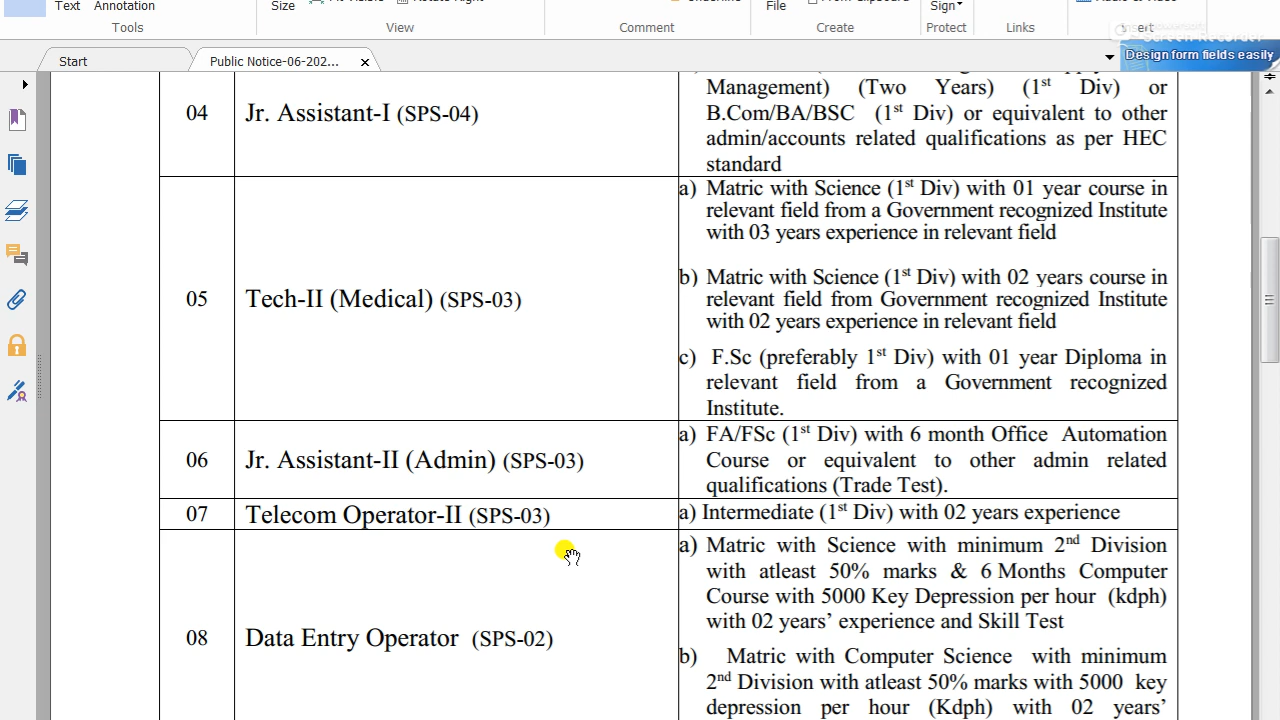 Text
Annotation
Size
File
Sign
Tools
View
Comment
Create
Protect
Links
Insert
Start
Public Notice-06-202...
Design form fields easily
Management) (Two Years) (1st Div) or
04 Jr. Assistant-I (SPS-04)
B.Com/BA/BSC (1st Div) or equivalent to other
admin/accounts related qualifications as per HEC
standard
a) Matric with Science (1st Div) with 01 year course in
relevant field from a Government recognized Institute
with 03 years experience in relevant field
b) Matric with Science (1st Div) with 02 years course in
05 Tech-II (Medical) (SPS-03)
relevant field from Government recognized Institute
with 02 years experience in relevant field
c) F.Sc (preferably 1st Div) with 01 year Diploma in
relevant field from a Government recognized
Institute.
a) FA/FSc (1st Div) with 6 month Office Automation
06 Jr. Assistant-II (Admin) (SPS-03)
Course or equivalent to other admin related
qualifications (Trade Test).
07 Telecom Operator-II (SPS-03)
a) Intermediate (1st Div) with 02 years experience
a) Matric with Science with minimum 2nd Division
with atleast 50% marks & 6 Months Computer
Course with 5000 Key Depression per hour (kdph)
with 02 years' experience and Skill Test
08 Data Entry Operator (SPS-02)
b) Matric with Computer Science with minimum
2nd Division with atleast 50% marks with 5000 key
depression per hour (Kdph) with 02 years'